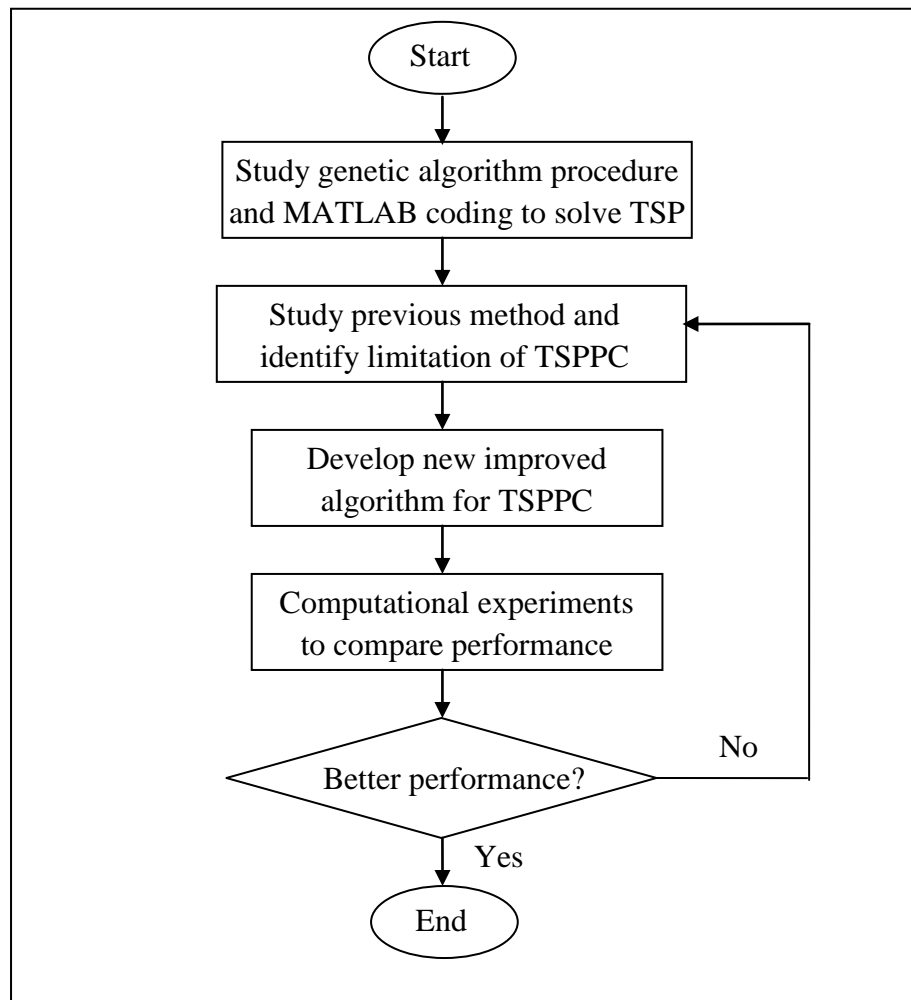 Start
Study genetic algorithm procedure
and MATLAB coding to solve TSP
Study previous method and
identify limitation of TSPPC
Develop new improved
algorithm for TSPPC
Computational experiments
to compare performance
No
Better performance?
Yes
End